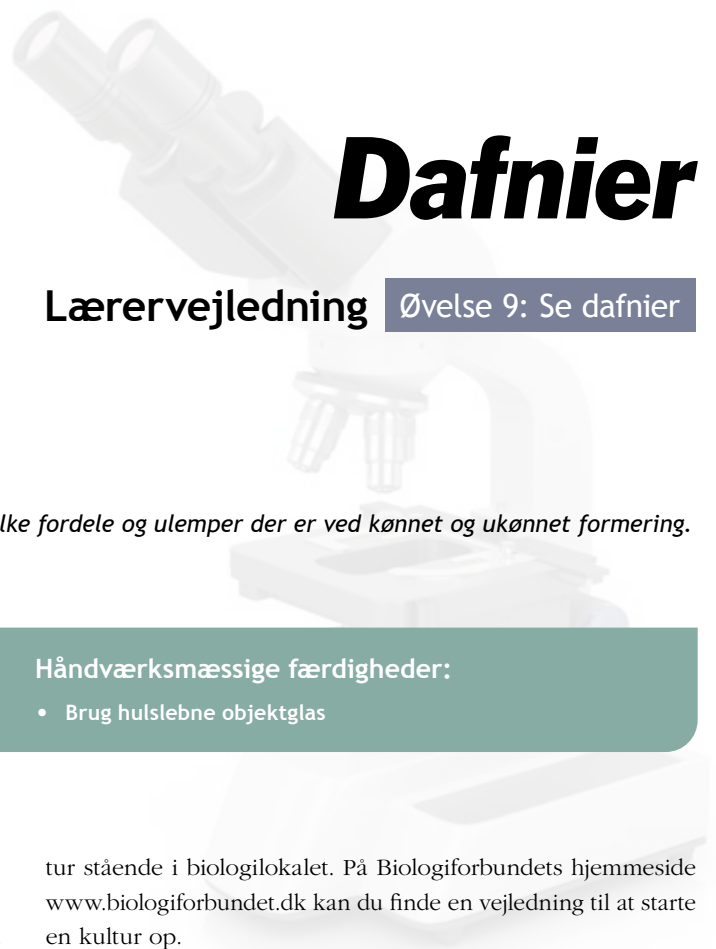 Dafnier
Lærervejledning Øvelse 9: Se dafnier
lke fordele og ulemper der er ved kønnet og ukønnet formering.
Håndværksmæssige færdigheder:
• Brug hulslebne objektglas
tur stående i biologilokalet. På Biologiforbundets hjemmeside
www.biologiforbundet.dk kan du finde en vejledning til at starte
en kultur op.